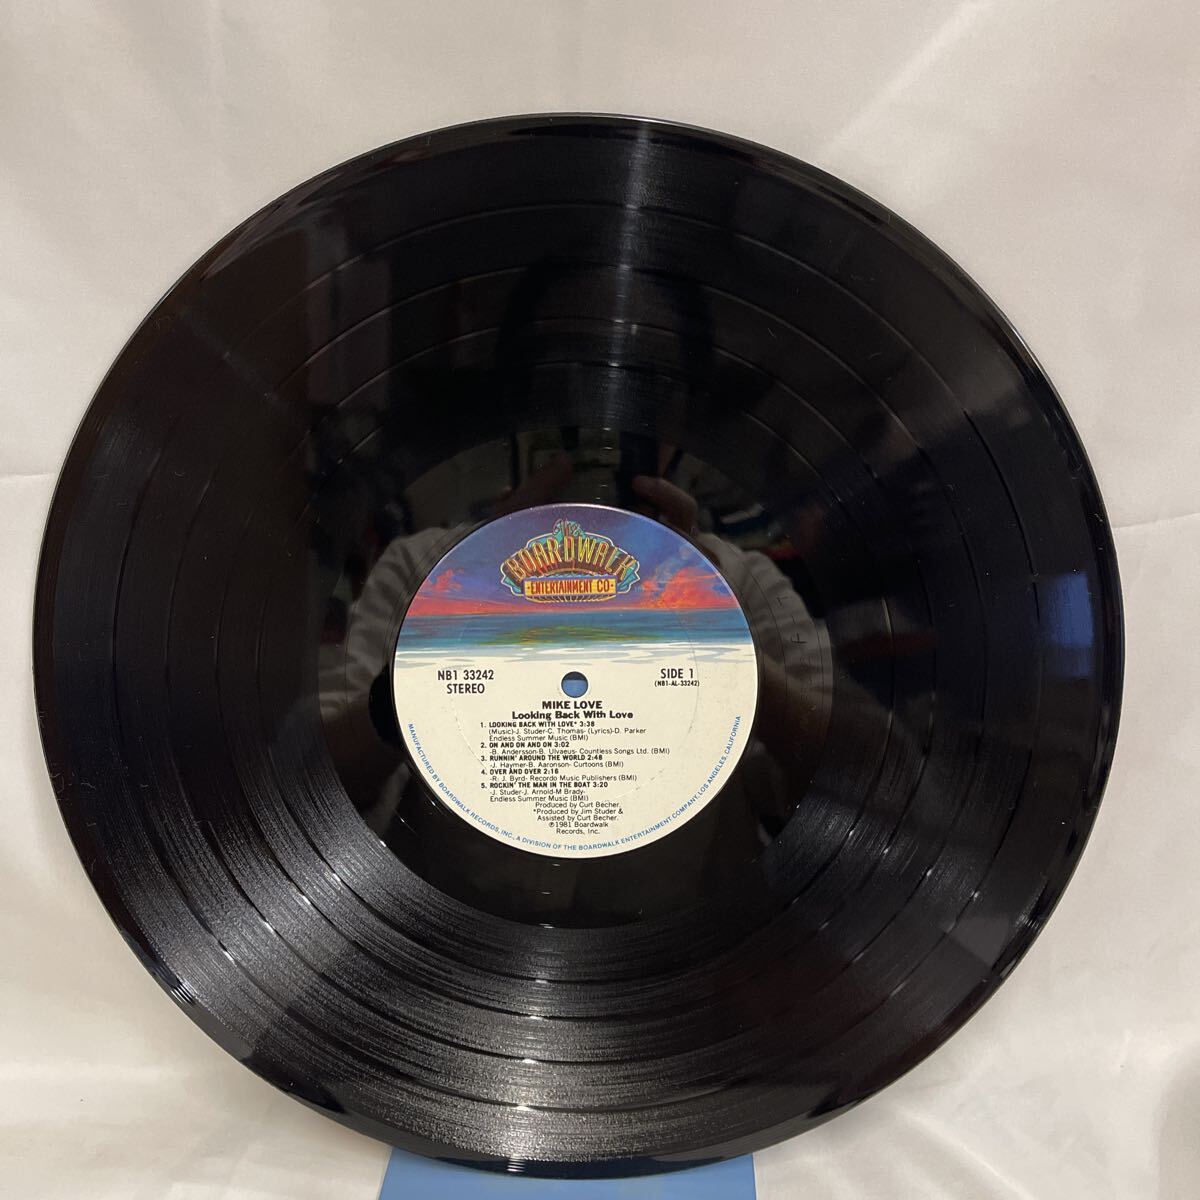 The
BOARDWALK
-ENTERTAINMENT CO-
NB1 33242
STEREO
SIDE 1
(NB1-AL-33242)
MIKE LOVE
Looking Back With Love
1. LOOKING BACK WITH LOVE* 3:38
(Music)-J. Studer-C. Thomas- (Lyrics)-D. Parker
Endless Summer Music (BMI)
2. ON AND ON AND ON 3:02
-B. Andersson-B. Ulvaeus- Countless Songs Ltd. (BMI)
3. RUNNIN' AROUND THE WORLD 2:48
-J. Haymer-B. Aaronson- Curtoons (BMI)
4. OVER AND OVER 2:16
-R. J. Byrd- Recordo Music Publishers (BMI)
5. ROCKIN' THE MAN IN THE BOAT 3:20
-J. Studer-J. Arnold-M Brady-
Endless Summer Music (BMI)
Produced by Curt Becher.
*Produced by Jim Studer &
Assisted by Curt Becher.
℗1981 Boardwalk
Records, Inc.
MANUFACTURED BY BOARDWALK RECORDS, INC., A DIVISION OF THE BOARDWALK ENTERTAINMENT COMPANY, LOS ANGELES, CALIFORNIA